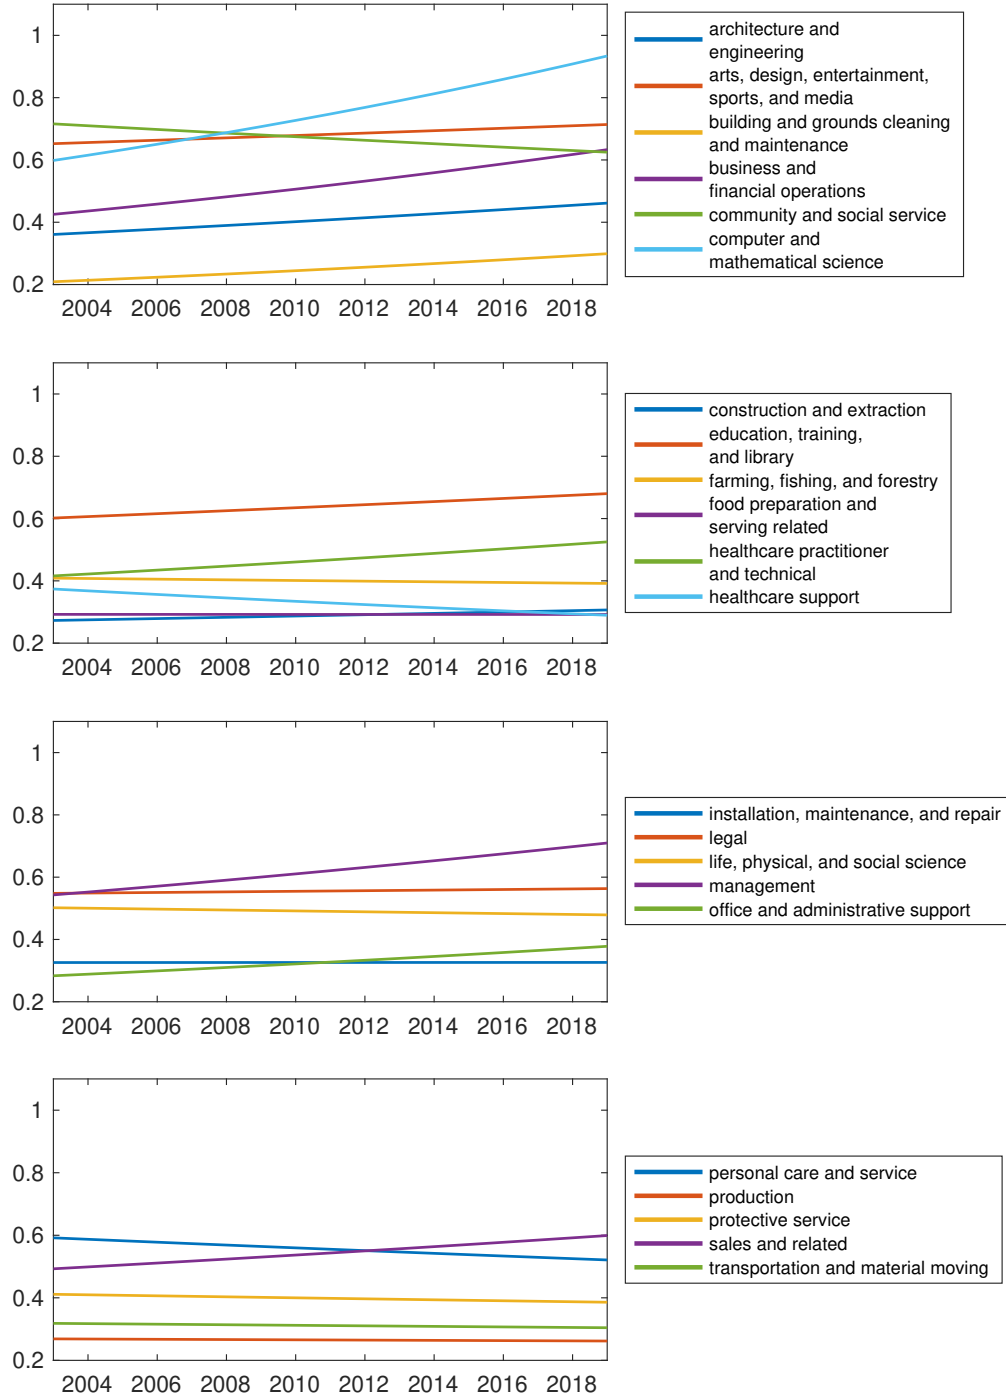 1
0.8
0.6
0.4
0.2
2004 2006 2008 2010 2012 2014 2016 2018
architecture and
engineering
arts, design, entertainment,
sports, and media
building and grounds cleaning
and maintenance
business and
financial operations
community and social service
computer and
mathematical science
1
0.8
0.6
0.4
0.2
2004 2006 2008 2010 2012 2014 2016 2018
construction and extraction
education, training,
and library
farming, fishing, and forestry
food preparation and
serving related
healthcare practitioner
and technical
healthcare support
1
0.8
0.6
0.4
0.2
2004 2006 2008 2010 2012 2014 2016 2018
installation, maintenance, and repair
legal
life, physical, and social science
management
office and administrative support
1
0.8
0.6
0.4
0.2
2004 2006 2008 2010 2012 2014 2016 2018
personal care and service
production
protective service
sales and related
transportation and material moving